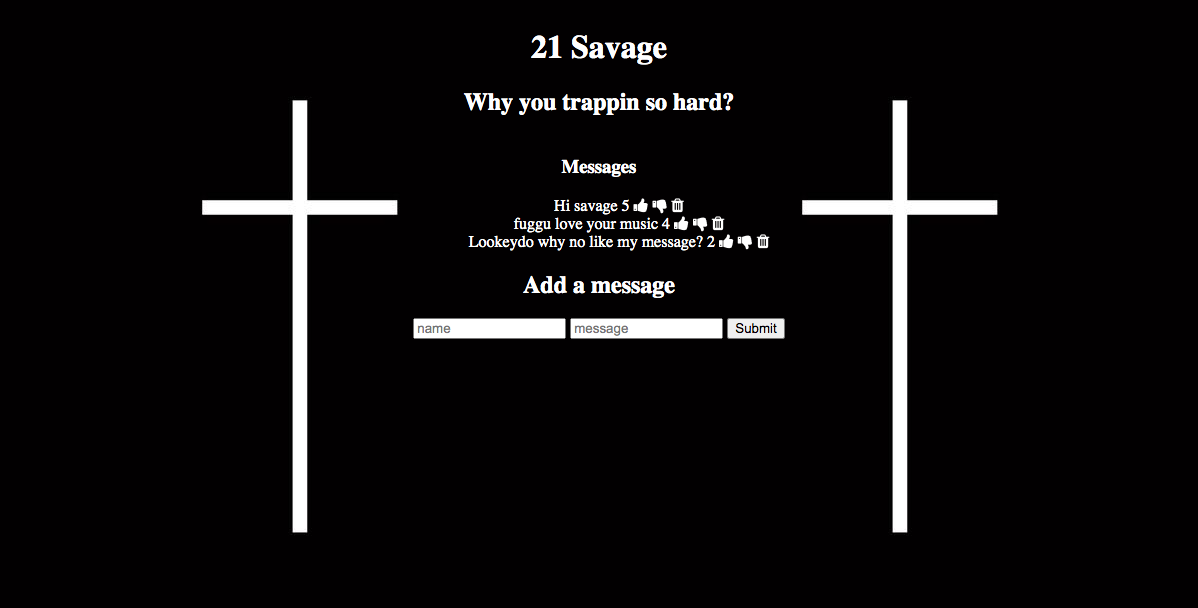 21 Savage
Why you trappin so hard?
Messages
Hi savage 5
fuggu love your music 4
Lookeydo why no like my message? 2
Add a message
name message Submit